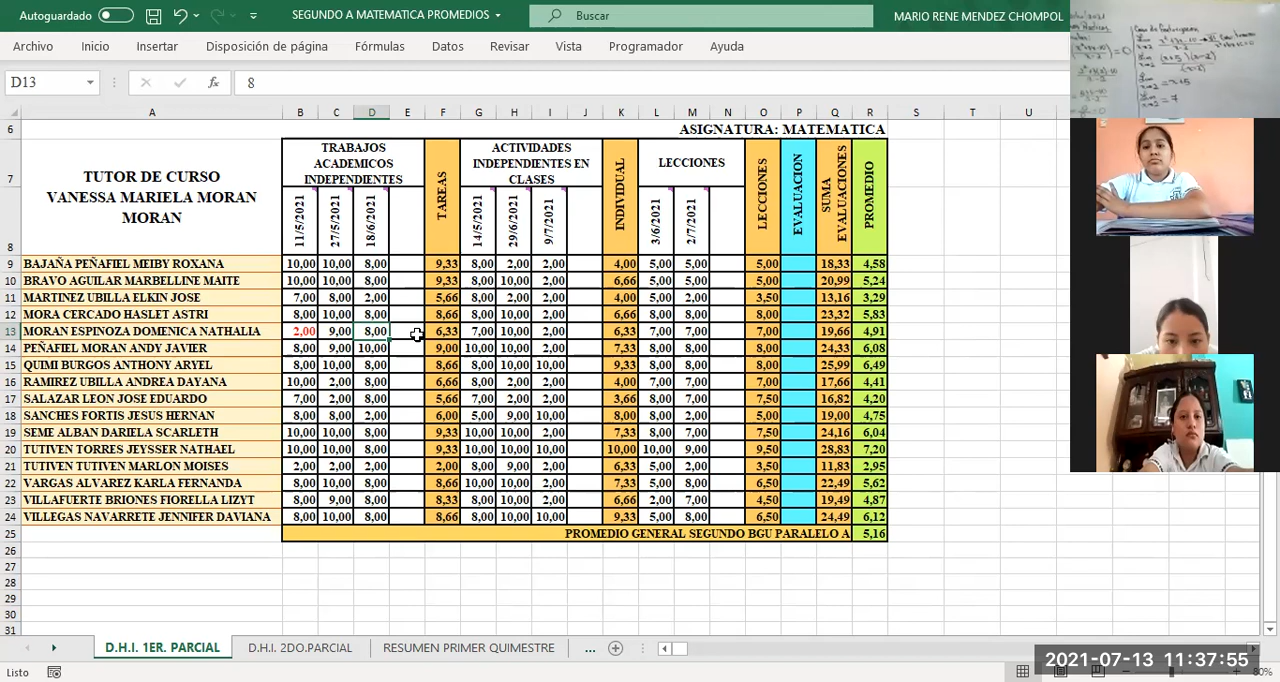 Autoguardado SEGUNDO A MATEMATICA PROMEDIOS Buscar MARIO RENE MENDEZ CHOMPOL
Archivo Inicio Insertar Disposición de página Fórmulas Datos Revisar Vista Programador Ayuda
D13 fx 8
A B C D E F G H I J K L M N O P Q R S T U
6 ASIGNATURA: MATEMATICA
7 TUTOR DE CURSO
VANESSA MARIELA MORAN
MORAN
TRABAJOS
ACADEMICOS
INDEPENDIENTES
TAREAS
ACTIVIDADES
INDEPENDIENTES EN
CLASES
INDIVIDUAL
LECCIONES
LECCIONES
EVALUACION
SUMA
EVALUACIONES
PROMEDIO
8 11/5/2021 27/5/2021 18/6/2021 14/5/2021 29/6/2021 9/7/2021 3/6/2021 2/7/2021
9 BAJAÑA PEÑAFIEL MEIBY ROXANA 10,00 10,00 8,00 9,33 8,00 2,00 2,00 4,00 5,00 5,00 5,00 18,33 4,58
10 BRAVO AGUILAR MARBELLINE MAITE 10,00 10,00 8,00 9,33 8,00 10,00 2,00 6,66 5,00 5,00 5,00 20,99 5,24
11 MARTINEZ UBILLA ELKIN JOSE 7,00 8,00 2,00 5,66 8,00 2,00 2,00 4,00 5,00 2,00 3,50 13,16 3,29
12 MORA CERCADO HASLET ASTRI 8,00 10,00 8,00 8,66 8,00 10,00 2,00 6,66 8,00 8,00 8,00 23,32 5,83
13 MORAN ESPINOZA DOMENICA NATHALIA 2,00 9,00 8,00 6,33 7,00 10,00 2,00 6,33 7,00 7,00 7,00 19,66 4,91
14 PEÑAFIEL MORAN ANDY JAVIER 8,00 9,00 10,00 9,00 10,00 10,00 2,00 7,33 8,00 8,00 8,00 24,33 6,08
15 QUIMI BURGOS ANTHONY ARYEL 8,00 10,00 8,00 8,66 8,00 10,00 10,00 9,33 8,00 8,00 8,00 25,99 6,49
16 RAMIREZ UBILLA ANDREA DAYANA 10,00 2,00 8,00 6,66 8,00 2,00 2,00 4,00 7,00 7,00 7,00 17,66 4,41
17 SALAZAR LEON JOSE EDUARDO 7,00 2,00 8,00 5,66 7,00 2,00 2,00 3,66 8,00 7,00 7,50 16,82 4,20
18 SANCHES FORTIS JESUS HERNAN 8,00 8,00 2,00 6,00 5,00 9,00 10,00 8,00 8,00 2,00 5,00 19,00 4,75
19 SEME ALBAN DARIELA SCARLETH 10,00 10,00 8,00 9,33 10,00 10,00 2,00 7,33 8,00 7,00 7,50 24,16 6,04
20 TUTIVEN TORRES JEYSSER NATHAEL 10,00 10,00 8,00 9,33 10,00 10,00 10,00 10,00 10,00 9,00 9,50 28,83 7,20
21 TUTIVEN TUTIVEN MARLON MOISES 2,00 2,00 2,00 2,00 8,00 9,00 2,00 6,33 5,00 2,00 3,50 11,83 2,95
22 VARGAS ALVAREZ KARLA FERNANDA 8,00 10,00 8,00 8,66 10,00 10,00 2,00 7,33 5,00 8,00 6,50 22,49 5,62
23 VILLAFUERTE BRIONES FIORELLA LIZYT 8,00 9,00 8,00 8,33 8,00 10,00 2,00 6,66 2,00 7,00 4,50 19,49 4,87
24 VILLEGAS NAVARRETE JENNIFER DAVIANA 8,00 10,00 8,00 8,66 8,00 10,00 10,00 9,33 5,00 8,00 6,50 24,49 6,12
25 PROMEDIO GENERAL SEGUNDO BGU PARALELO A 5,16
26
27
28
29
30
31
D.H.I. 1ER. PARCIAL D.H.I. 2DO.PARCIAL RESUMEN PRIMER QUIMESTRE ...
Listo 80%
2021-07-13 11:37:55